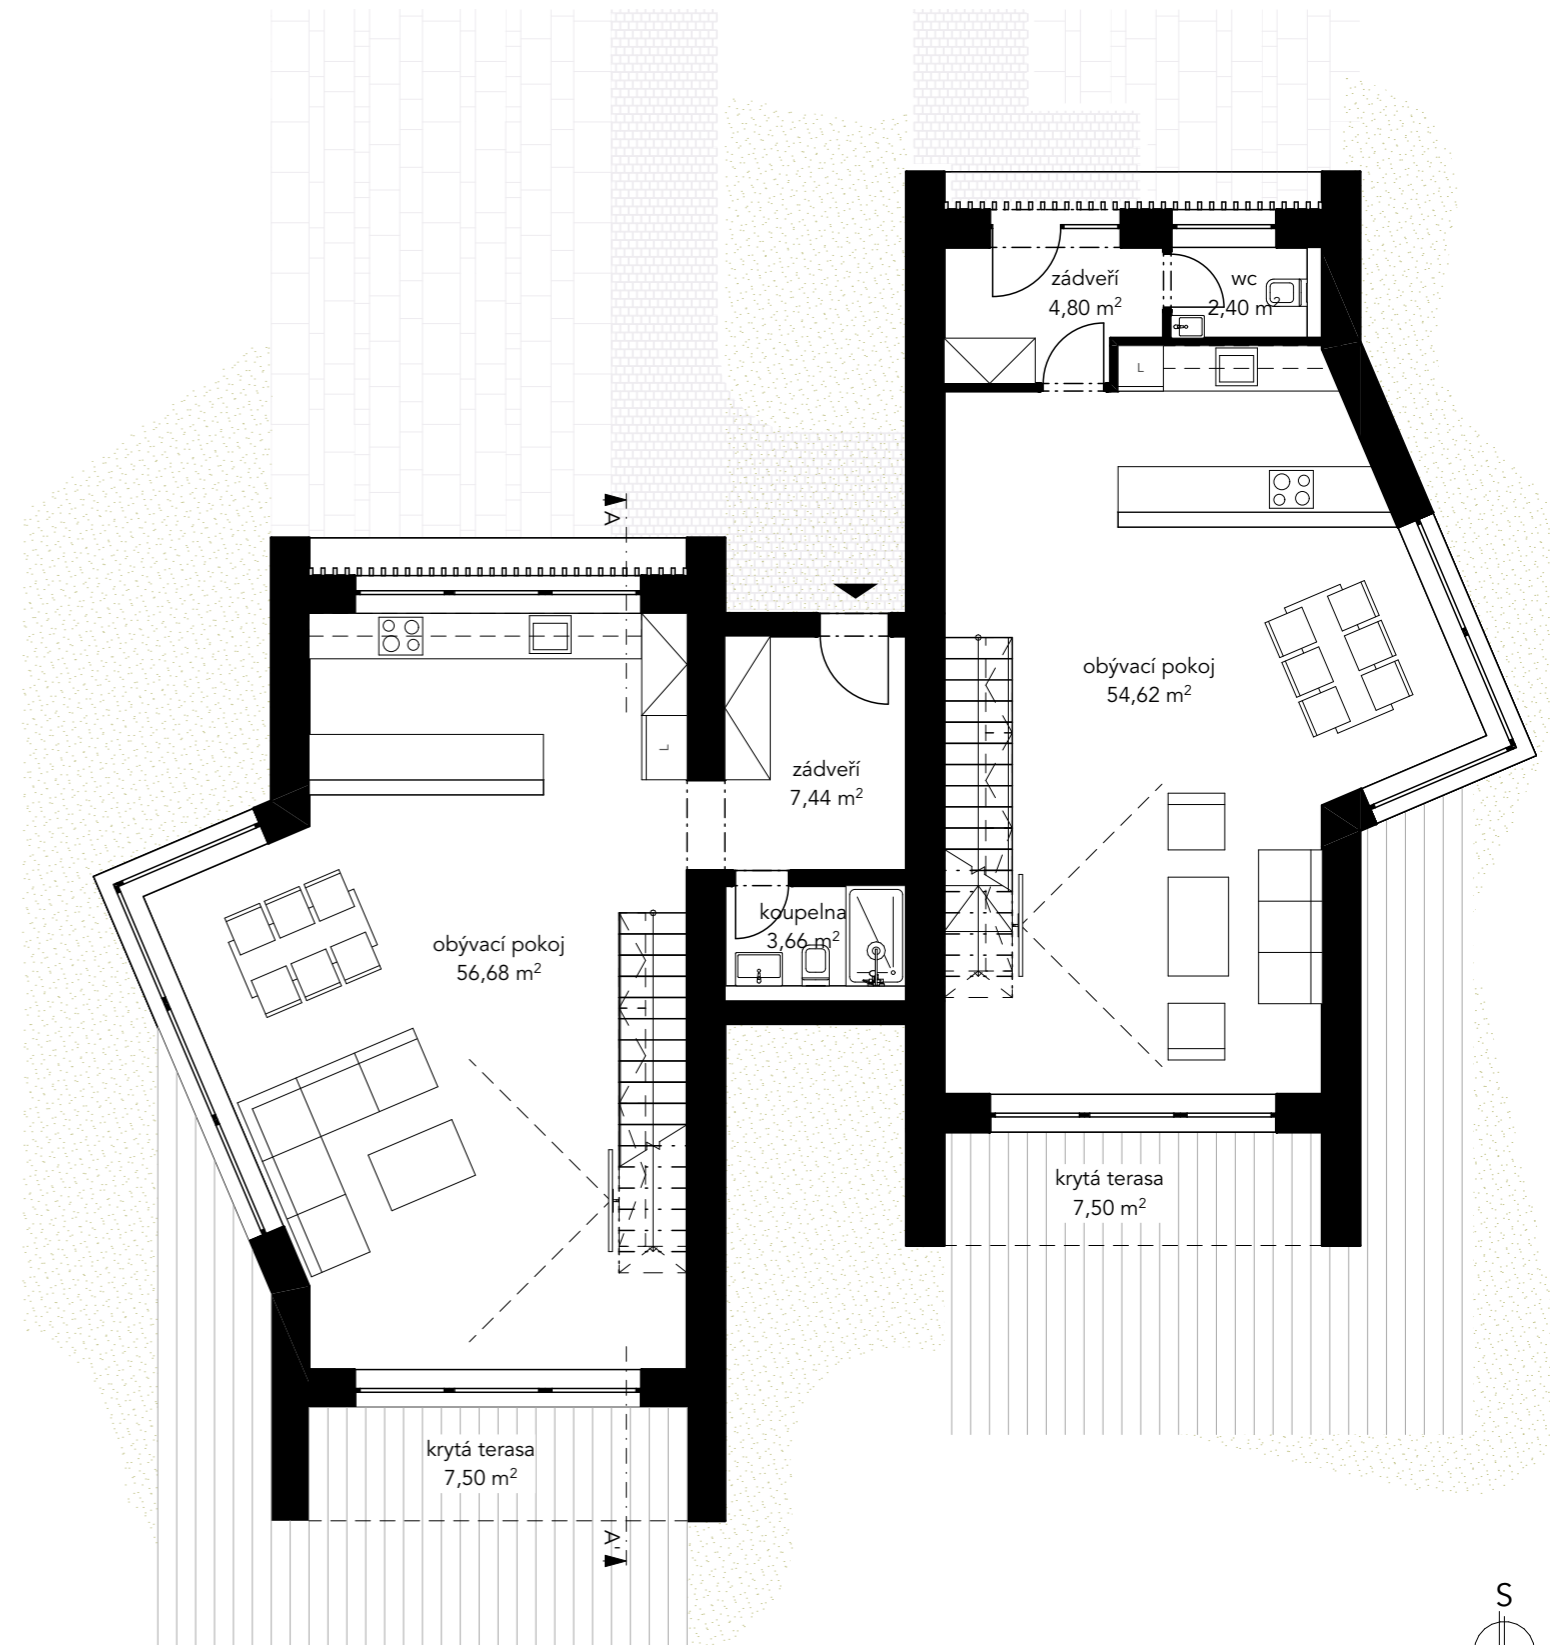 zádveří
4,80 m²
wc
2,40 m²
L
A
obývací pokoj
54,62 m²
L
zádveří
7,44 m²
koupelna
3,66 m²
obývací pokoj
56,68 m²
krytá terasa
7,50 m²
krytá terasa
7,50 m²
A'
S